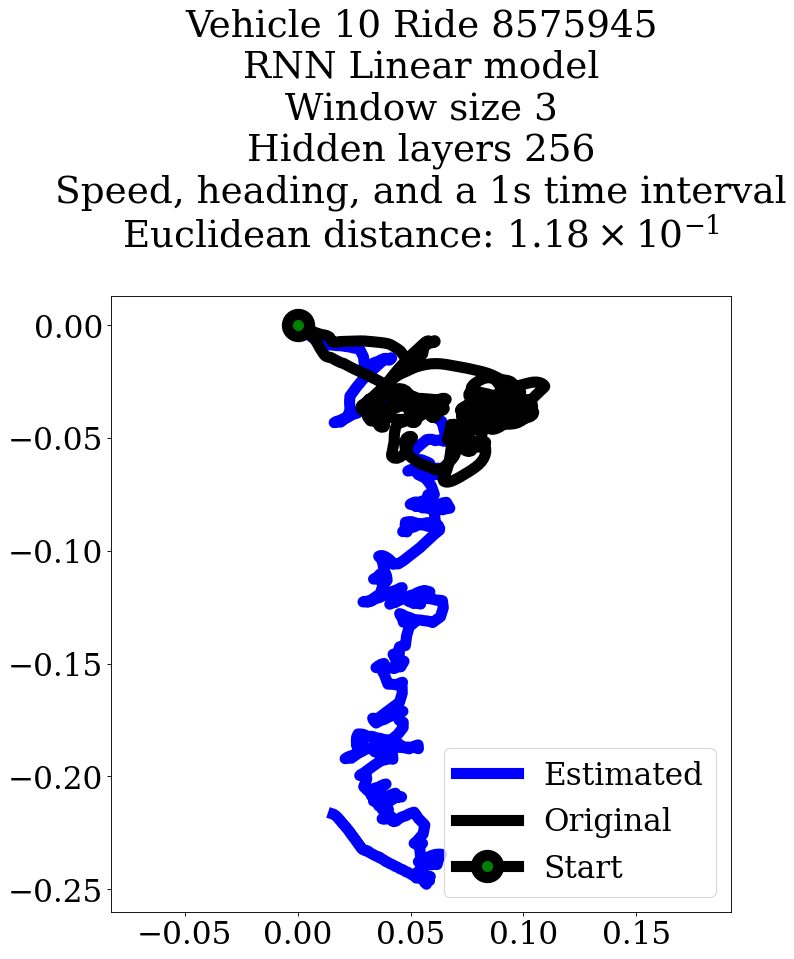 Vehicle 10 Ride 8575945
RNN Linear model
Window size 3
Hidden layers 256
Speed, heading, and a 1s time interval
Euclidean distance: 1.18 × 10⁻¹
0.00
−0.05
−0.10
−0.15
−0.20
−0.25
Estimated
Original
Start
−0.05 0.00 0.05 0.10 0.15